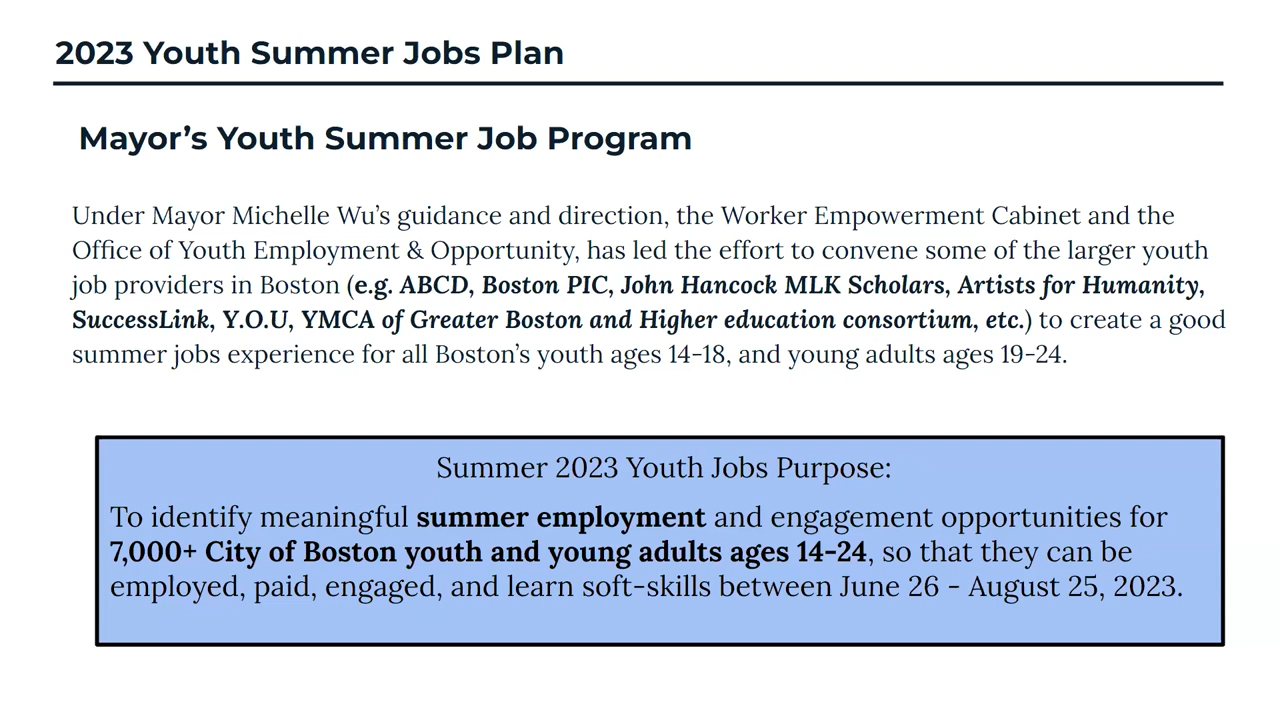 2023 Youth Summer Jobs Plan
Mayor’s Youth Summer Job Program
Under Mayor Michelle Wu’s guidance and direction, the Worker Empowerment Cabinet and the
Office of Youth Employment & Opportunity, has led the effort to convene some of the larger youth
job providers in Boston (e.g. ABCD, Boston PIC, John Hancock MLK Scholars, Artists for Humanity,
SuccessLink, Y.O.U, YMCA of Greater Boston and Higher education consortium, etc.) to create a good
summer jobs experience for all Boston’s youth ages 14-18, and young adults ages 19-24.
Summer 2023 Youth Jobs Purpose:
To identify meaningful summer employment and engagement opportunities for
7,000+ City of Boston youth and young adults ages 14-24, so that they can be
employed, paid, engaged, and learn soft-skills between June 26 - August 25, 2023.